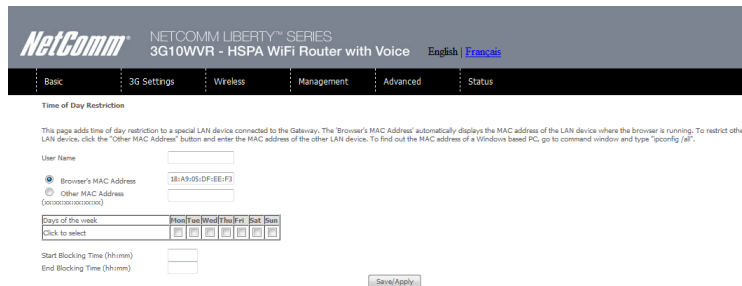 NetComm® NETCOMM LIBERTY™ SERIES
3G10WVR - HSPA WiFi Router with Voice English | Français
Basic 3G Settings Wireless Management Advanced Status
Time of Day Restriction
This page adds time of day restriction to a special LAN device connected to the Gateway. The 'Browser's MAC Address' automatically displays the MAC address of the LAN device where the browser is running. To restrict othe
LAN device, click the "Other MAC Address" button and enter the MAC address of the other LAN device. To find out the MAC address of a Windows based PC, go to command window and type "ipconfig /all".
User Name
Browser's MAC Address 18:A9:05:DF:EE:F3
Other MAC Address
(xx:xx:xx:xx:xx:xx)
Days of the week Mon Tue Wed Thu Fri Sat Sun
Click to select
Start Blocking Time (hh:mm)
End Blocking Time (hh:mm)
Save/Apply